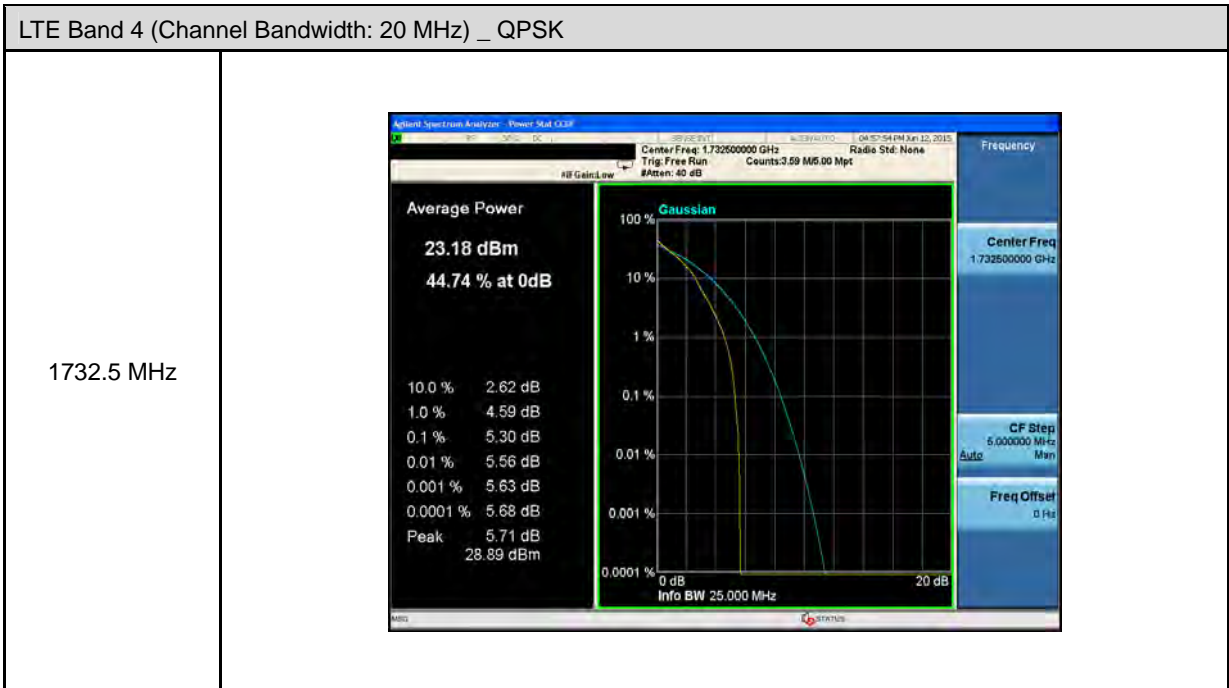 LTE Band 4 (Channel Bandwidth: 20 MHz) _ QPSK
1732.5 MHz
Agilent Spectrum Analyzer - Power Stat CCDF
04:57:54 PM Jun 12, 2015
Center Freq: 1.732500000 GHz
Radio Std: None
Trig: Free Run
Counts:3.59 M/5.00 Mpt
#IFGain:Low
#Atten: 40 dB
Average Power
23.18 dBm
44.74 % at 0dB
10.0 % 2.62 dB
1.0 % 4.59 dB
0.1 % 5.30 dB
0.01 % 5.56 dB
0.001 % 5.63 dB
0.0001 % 5.68 dB
Peak 5.71 dB
28.89 dBm
Gaussian
100 %
10 %
1 %
0.1 %
0.01 %
0.001 %
0.0001 %
0 dB
20 dB
Info BW 25.000 MHz
Frequency
Center Freq
1.732500000 GHz
CF Step
5.000000 MHz
Auto Man
Freq Offset
0 Hz
MSG
STATUS